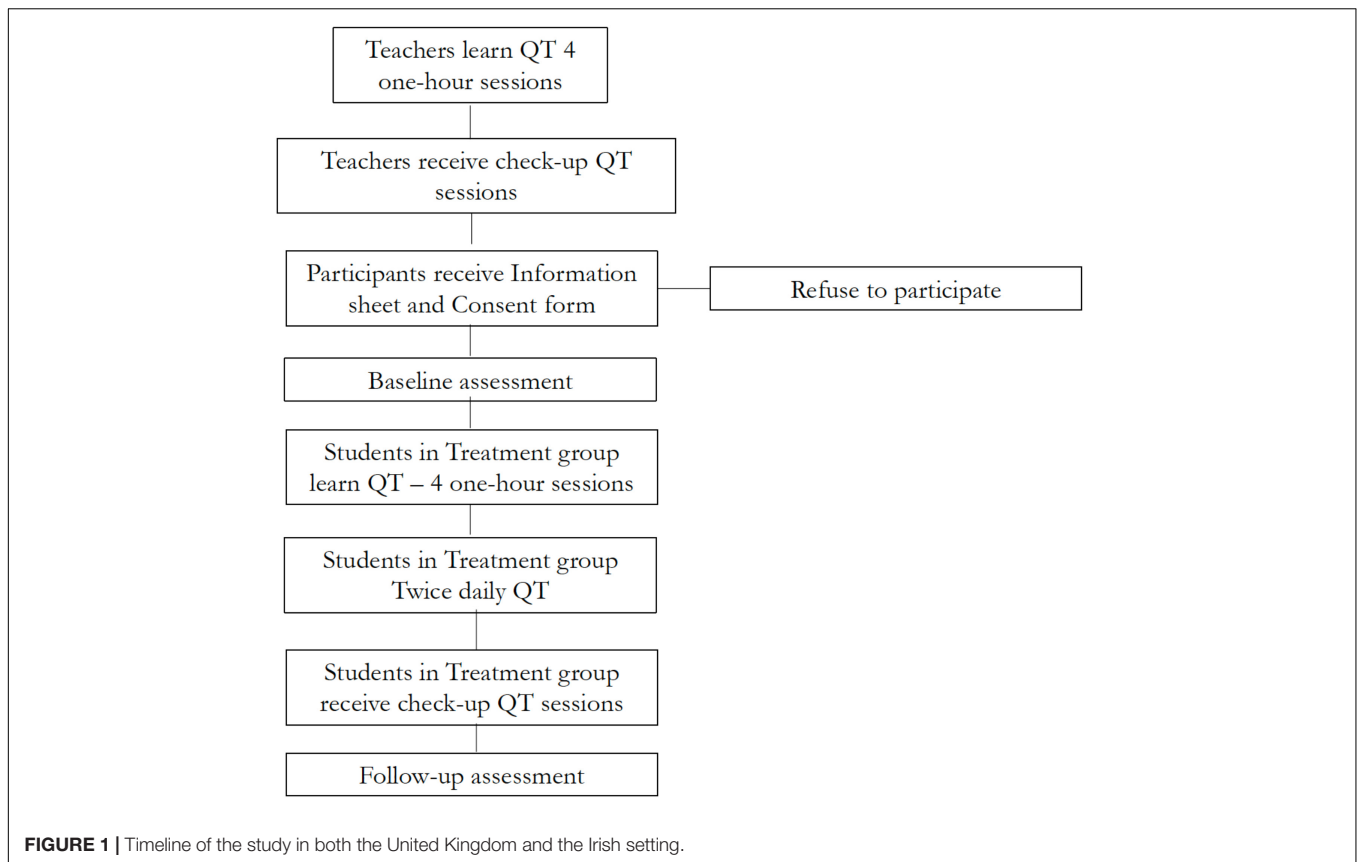 Teachers learn QT 4
one-hour sessions
Teachers receive check-up QT
sessions
Participants receive Information
sheet and Consent form
Refuse to participate
Baseline assessment
Students in Treatment group
learn QT – 4 one-hour sessions
Students in Treatment group
Twice daily QT
Students in Treatment group
receive check-up QT sessions
Follow-up assessment
FIGURE 1 | Timeline of the study in both the United Kingdom and the Irish setting.